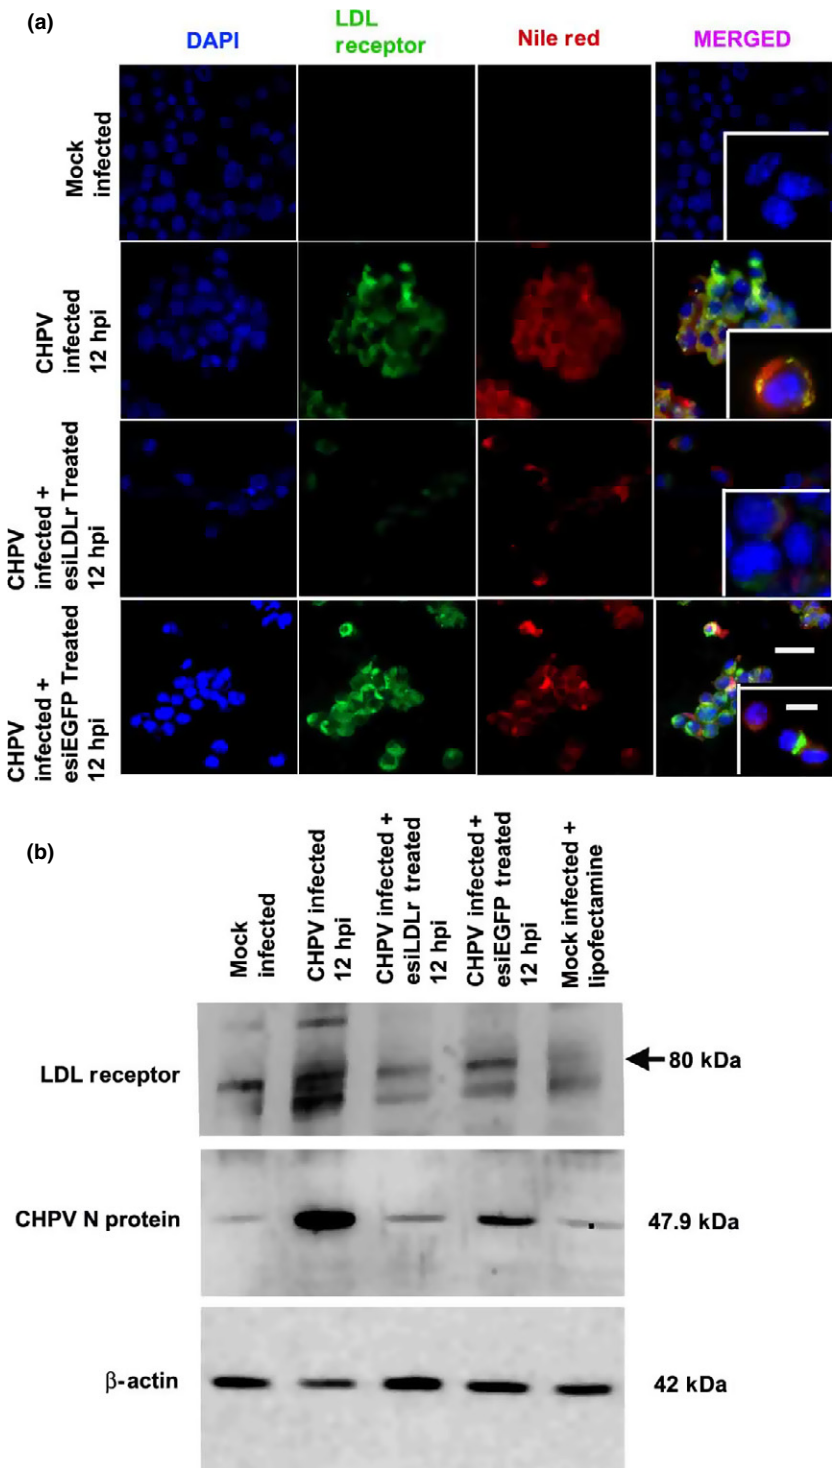 (a)
DAPI
LDL
receptor
Nile red
MERGED
Mock
infected
CHPV
infected
12 hpi
CHPV
infected +
esiLDLr Treated
12 hpi
CHPV
infected +
esiEGFP Treated
12 hpi
(b)
Mock
infected
CHPV infected
12 hpi
CHPV infected +
esiLDLr treated
12 hpi
CHPV infected +
esiEGFP treated
12 hpi
Mock infected +
lipofectamine
LDL receptor
80 kDa
CHPV N protein
47.9 kDa
β-actin
42 kDa